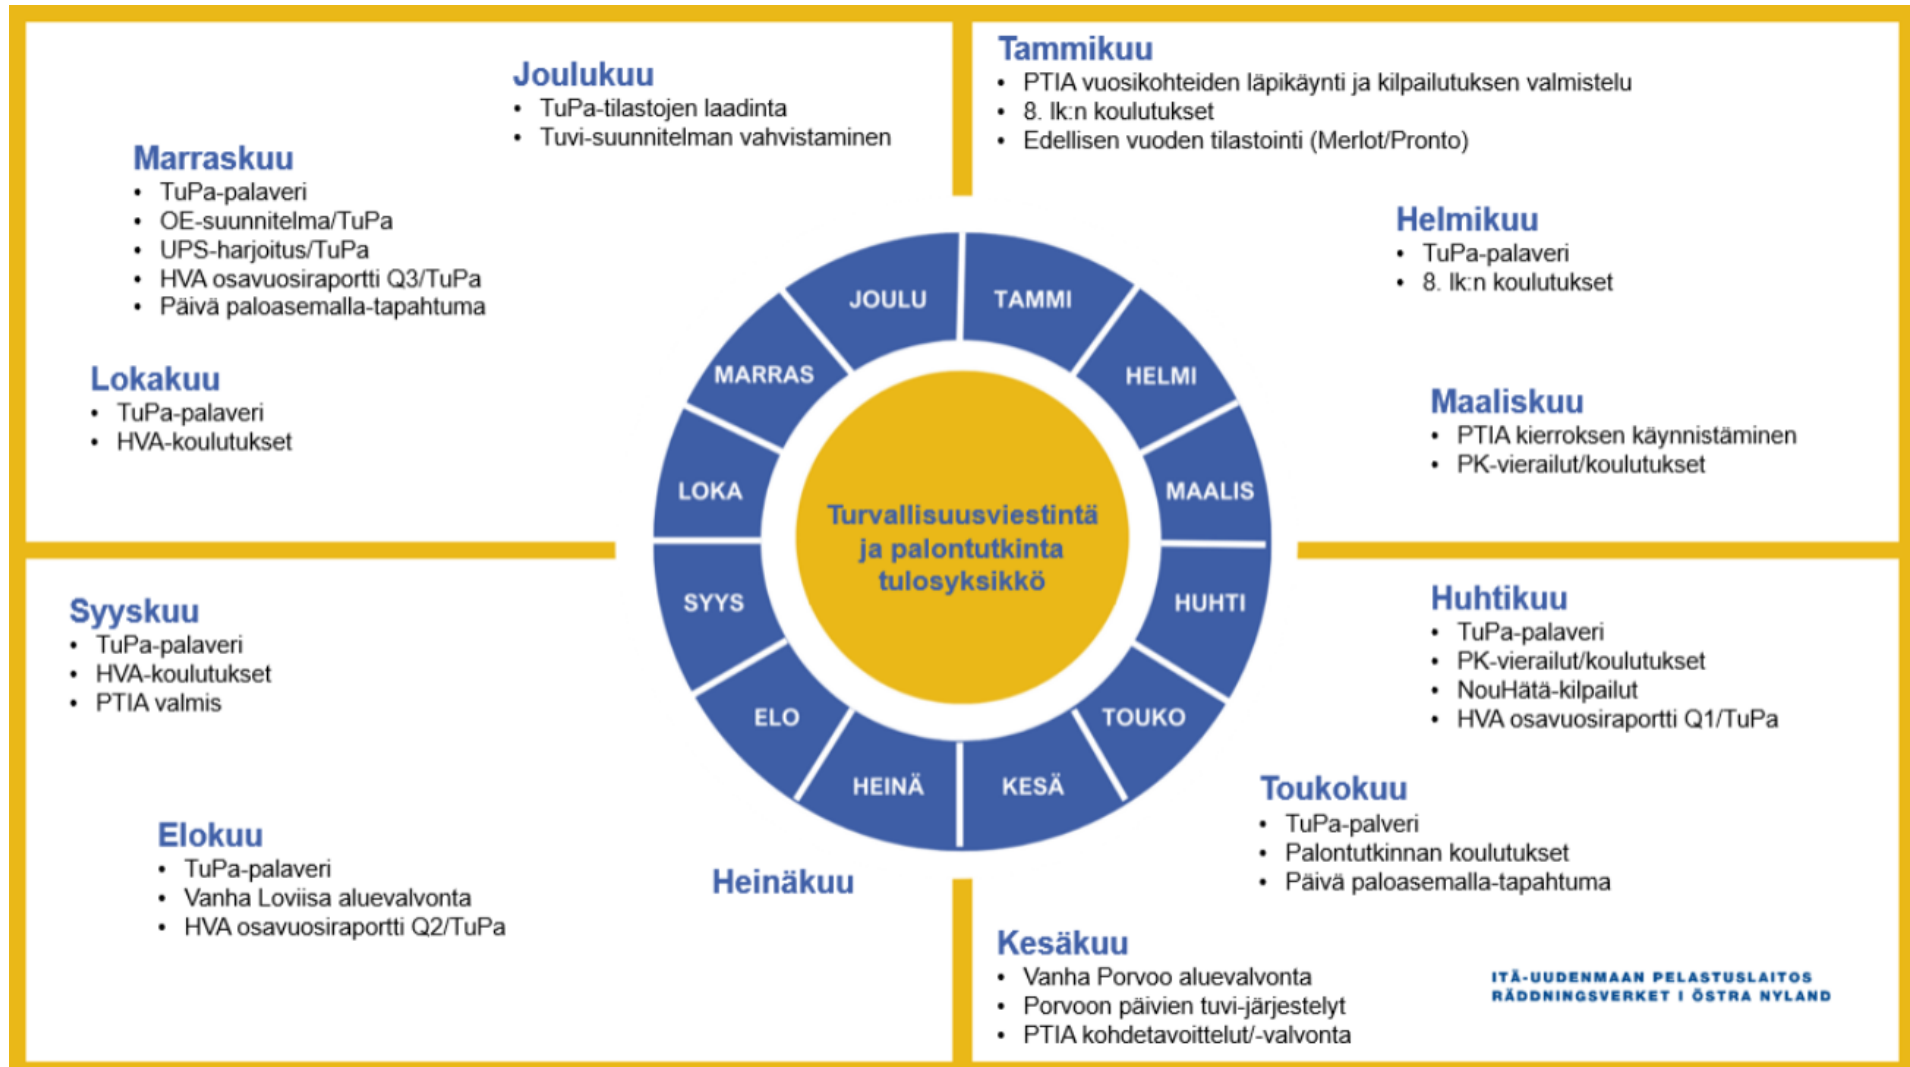 Tammikuu
• PTIA vuosikohteiden läpikäynti ja kilpailutuksen valmistelu
• 8. lk:n koulutukset
• Edellisen vuoden tilastointi (Merlot/Pronto)
Helmikuu
• TuPa-palaveri
• 8. lk:n koulutukset
Maaliskuu
• PTIA kierroksen käynnistäminen
• PK-vierailut/koulutukset
Huhtikuu
• TuPa-palaveri
• PK-vierailut/koulutukset
• NouHätä-kilpailut
• HVA osavuosiraportti Q1/TuPa
Toukokuu
• TuPa-palveri
• Palontutkinnan koulutukset
• Päivä paloasemalla-tapahtuma
Kesäkuu
• Vanha Porvoo aluevalvonta
• Porvoon päivien tuvi-järjestelyt
• PTIA kohdetavoittelut/-valvonta
Heinäkuu
Elokuu
• TuPa-palaveri
• Vanha Loviisa aluevalvonta
• HVA osavuosiraportti Q2/TuPa
Syyskuu
• TuPa-palaveri
• HVA-koulutukset
• PTIA valmis
Lokakuu
• TuPa-palaveri
• HVA-koulutukset
Marraskuu
• TuPa-palaveri
• OE-suunnitelma/TuPa
• UPS-harjoitus/TuPa
• HVA osavuosiraportti Q3/TuPa
• Päivä paloasemalla-tapahtuma
Joulukuu
• TuPa-tilastojen laadinta
• Tuvi-suunnitelman vahvistaminen
TAMMI
HELMI
MAALIS
HUHTI
TOUKO
KESÄ
HEINÄ
ELO
SYYS
LOKA
MARRAS
JOULU
Turvallisuusviestintä
ja palontutkinta
tulosyksikkö
ITÄ-UUDENMAAN PELASTUSLAITOS
RÄDDNINGSVERKET I ÖSTRA NYLAND